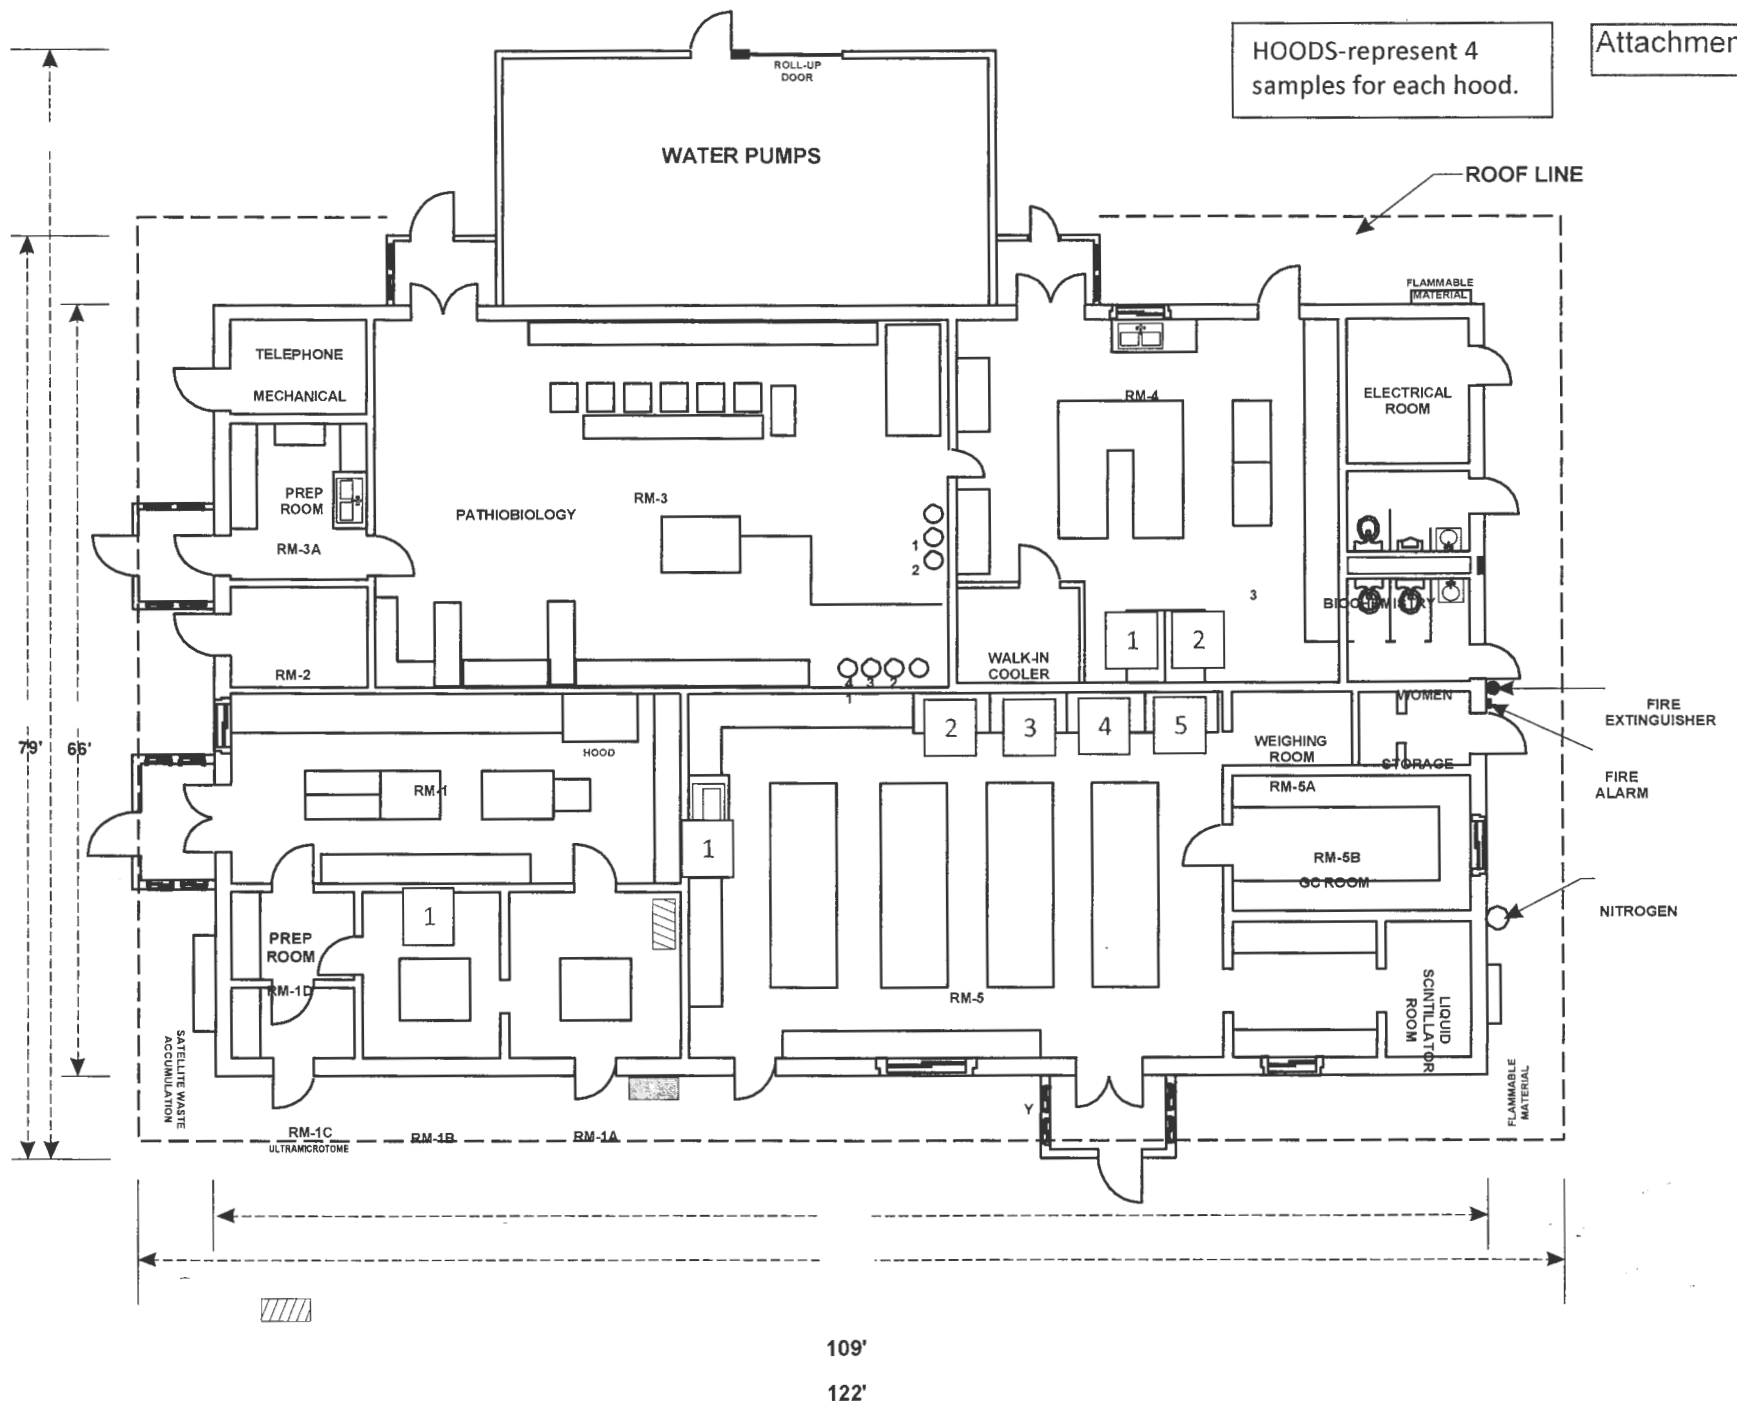 HOODS-represent 4
samples for each hood.
Attachmen
ROLL-UP
DOOR
WATER PUMPS
ROOF LINE
FLAMMABLE
MATERIAL
TELEPHONE
MECHANICAL
RM-4
ELECTRICAL
ROOM
PREP
ROOM
RM-3
PATHIOBIOLOGY
RM-3A
1
2
3
BIOCHEMISTRY
1
2
WALK-IN
COOLER
RM-2
4
3
2
1
WOMEN
FIRE
EXTINGUISHER
79'
66'
HOOD
2
3
4
5
WEIGHING
ROOM
STORAGE
FIRE
ALARM
RM-1
RM-5A
1
RM-5B
GC ROOM
NITROGEN
1
PREP
ROOM
RM-1D
RM-5
LIQUID
SCINTILLATOR
ROOM
SATELLITE WASTE
ACCUMULATION
FLAMMABLE
MATERIAL
Y
RM-1C
ULTRAMICROTOME
RM-1B
RM-1A
109'
122'